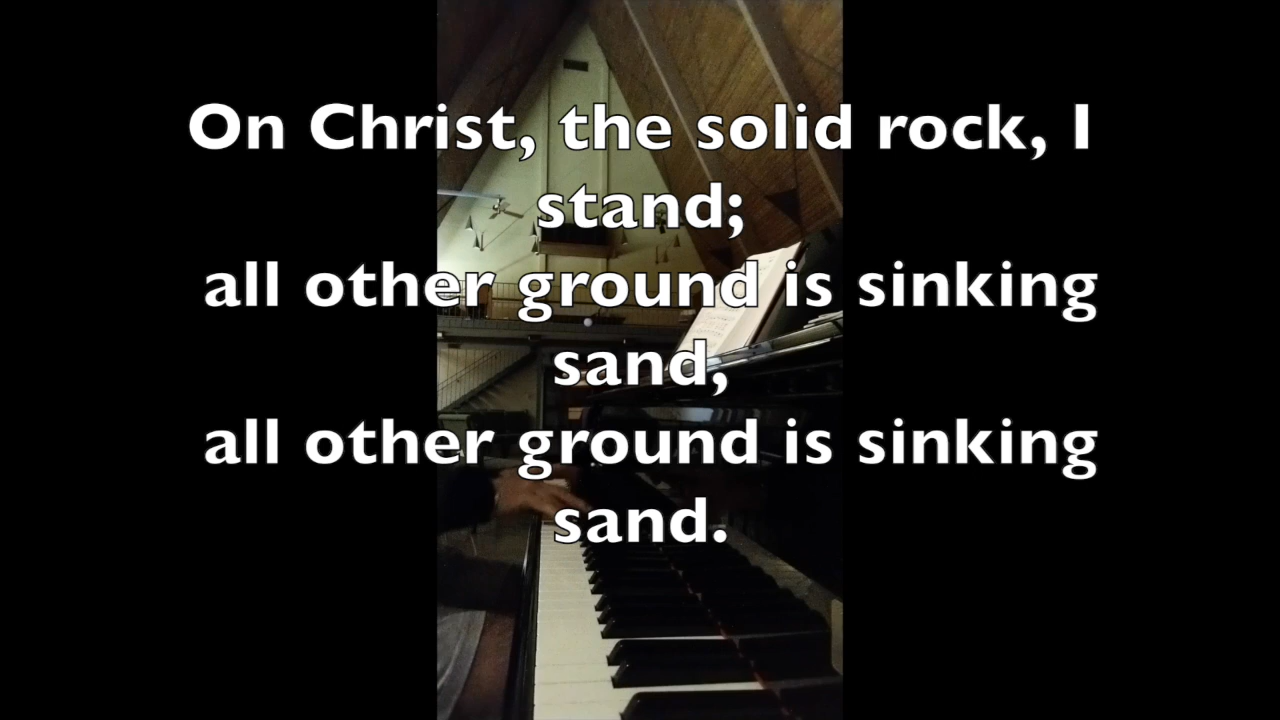 On Christ, the solid rock, I
stand;
all other ground is sinking
sand,
all other ground is sinking
sand.